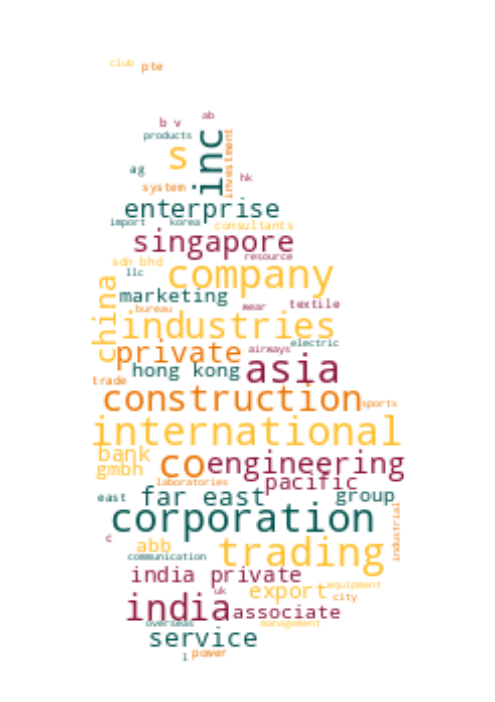 club pte
ab
b v
products
inc
investment
s
ag
hk
system
enterprise
import korea consultants
singapore
resource
sdn bhd
llc company
china
marketing
wear textile
bureau
industries
electric
private airways
hong kong asia
trade
construction sports
international
bank
gmbh co engineering
laboratories pacific
east far east group
corporation
industrial
c
abb trading
communication
india private
uk export equipment
city
india associate
overseas management
service
l power